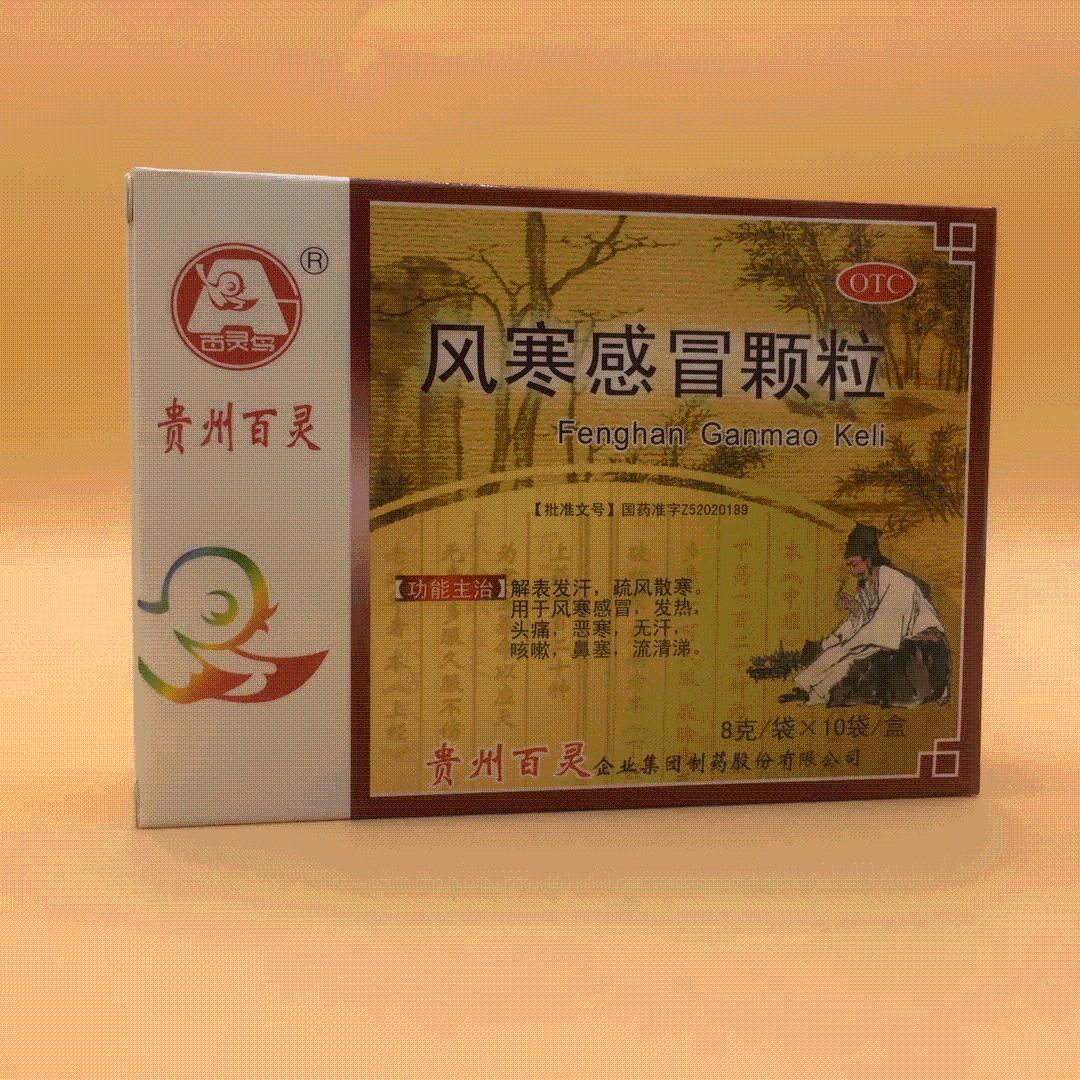 百灵鸟
®
贵州百灵
OTC
风寒感冒颗粒
Fenghan Ganmao Keli
【批准文号】国药准字Z52020189
【功能主治】解表发汗，疏风散寒。
用于风寒感冒，发热，
头痛，恶寒，无汗，
咳嗽，鼻塞，流清涕。
8克/袋×10袋/盒
贵州百灵企业集团制药股份有限公司